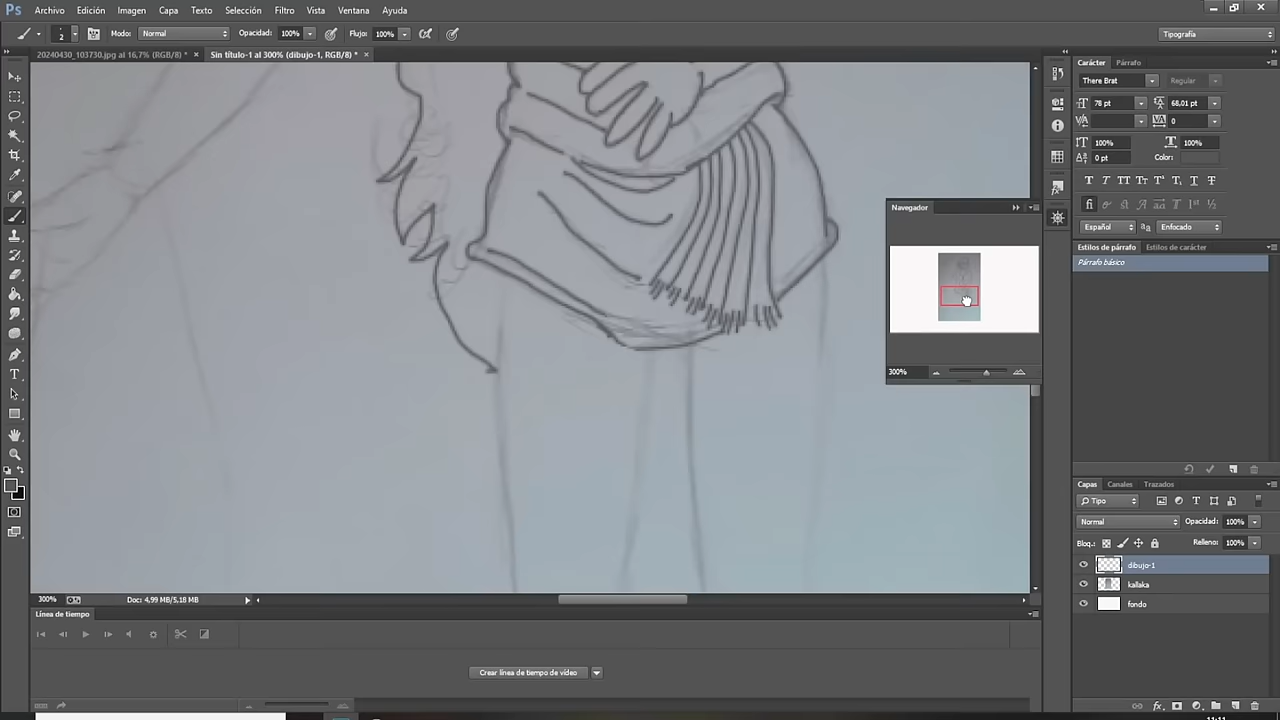 Ps Archivo Edición Imagen Capa Texto Selección Filtro Vista Ventana Ayuda
2 Modo: Normal Opacidad: 100% Flujo: 100% Tipografía
20240430_103730.jpg al 16,7% (RGB/8) * × Sin título-1 al 300% (dibujo-1, RGB/8) * ×
Carácter Párrafo
There Brat Regular
78 pt 68,01 pt
0
100% 100%
0 pt Color:
Español Enfocado
Estilos de párrafo Estilos de carácter
Párrafo básico
Navegador
300%
Capas Canales Trazados
Tipo
Normal Opacidad: 100%
Bloq.: Relleno: 100%
dibujo-1
kallaka
fondo
300% Doc: 4,99 MB/5,18 MB
Línea de tiempo
Crear línea de tiempo de vídeo
11:11